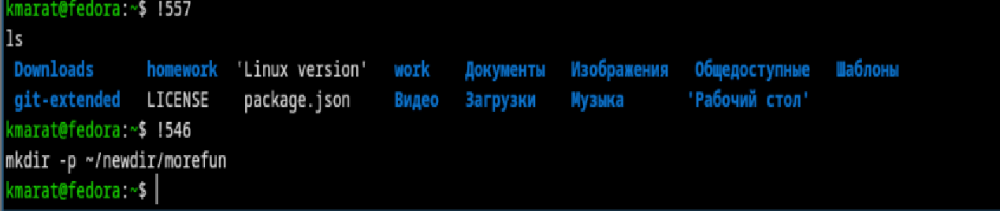 kmarat@fedora:~$ !557
ls
Downloads homework 'Linux version' work Документы Изображения Общедоступные Шаблоны
git-extended LICENSE package.json Видео Загрузки Музыка 'Рабочий стол'
kmarat@fedora:~$ !546
mkdir -p ~/newdir/morefun
kmarat@fedora:~$